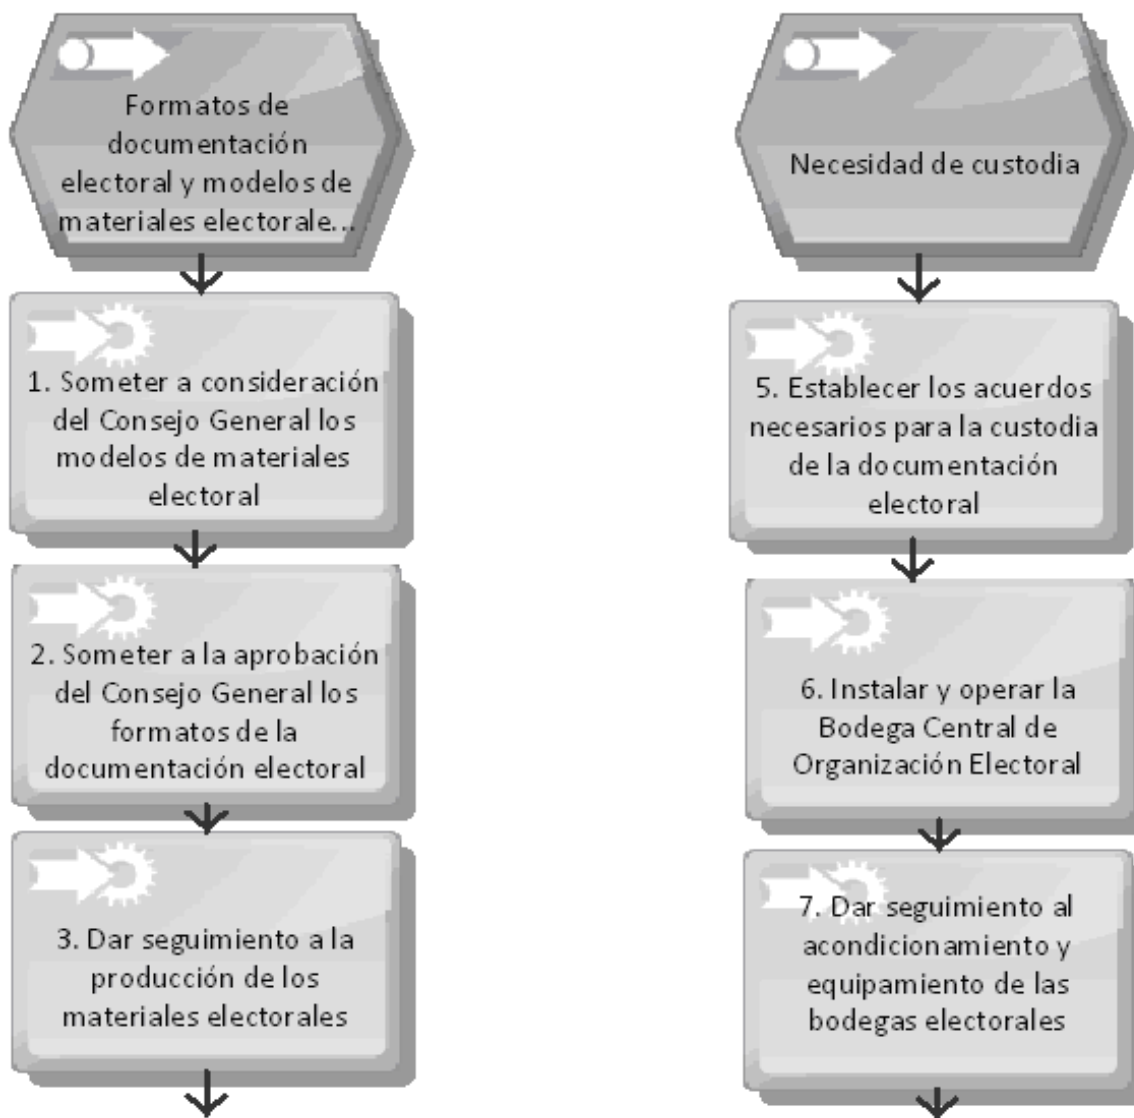 Formatos de
documentación
electoral y modelos de
materiales electorale...
1. Someter a consideración
del Consejo General los
modelos de materiales
electoral
2. Someter a la aprobación
del Consejo General los
formatos de la
documentación electoral
3. Dar seguimiento a la
producción de los
materiales electorales
Necesidad de custodia
5. Establecer los acuerdos
necesarios para la custodia
de la documentación
electoral
6. Instalar y operar la
Bodega Central de
Organización Electoral
7. Dar seguimiento al
acondicionamiento y
equipamiento de las
bodegas electorales